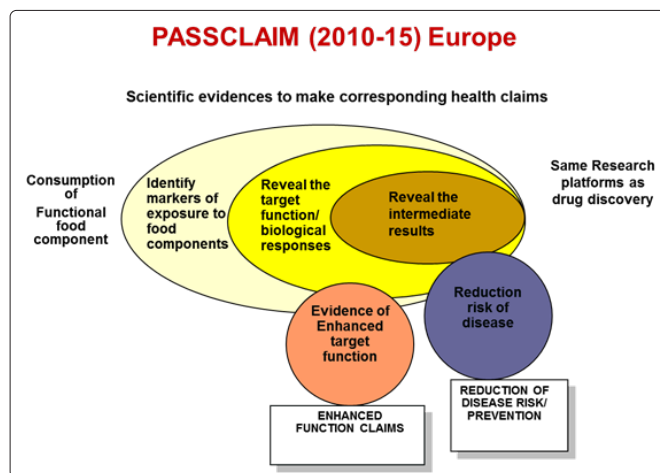 PASSCLAIM (2010-15) Europe
Scientific evidences to make corresponding health claims
Consumption
of
Functional
food
component
Identify
markers of
exposure to
food
components
Reveal the
target
function/
biological
responses
Reveal the
intermediate
results
Same Research
platforms as
drug discovery
Evidence of
Enhanced
target
function
Reduction
risk of
disease
ENHANCED
FUNCTION CLAIMS
REDUCTION OF
DISEASE RISK/
PREVENTION